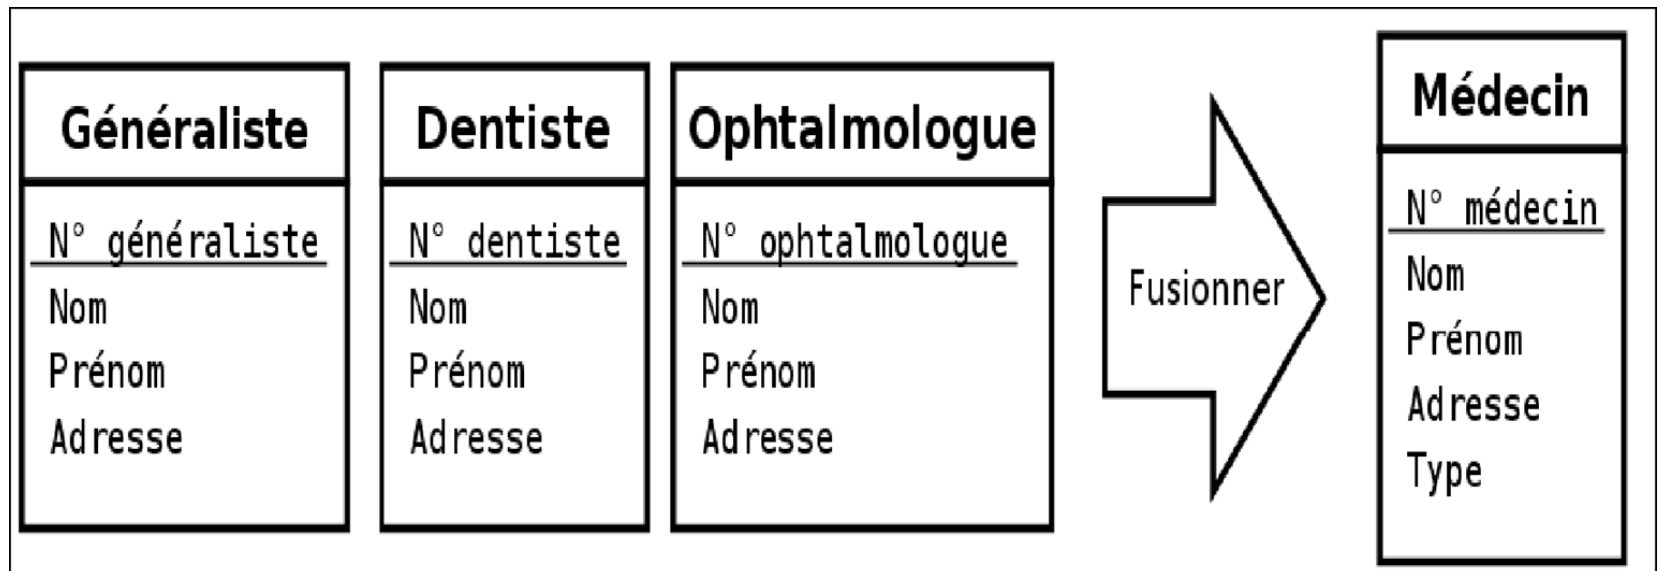 Généraliste
N° généraliste
Nom
Prénom
Adresse
Dentiste
N° dentiste
Nom
Prénom
Adresse
Ophtalmologue
N° ophtalmologue
Nom
Prénom
Adresse
Fusionner
Médecin
N° médecin
Nom
Prénom
Adresse
Type